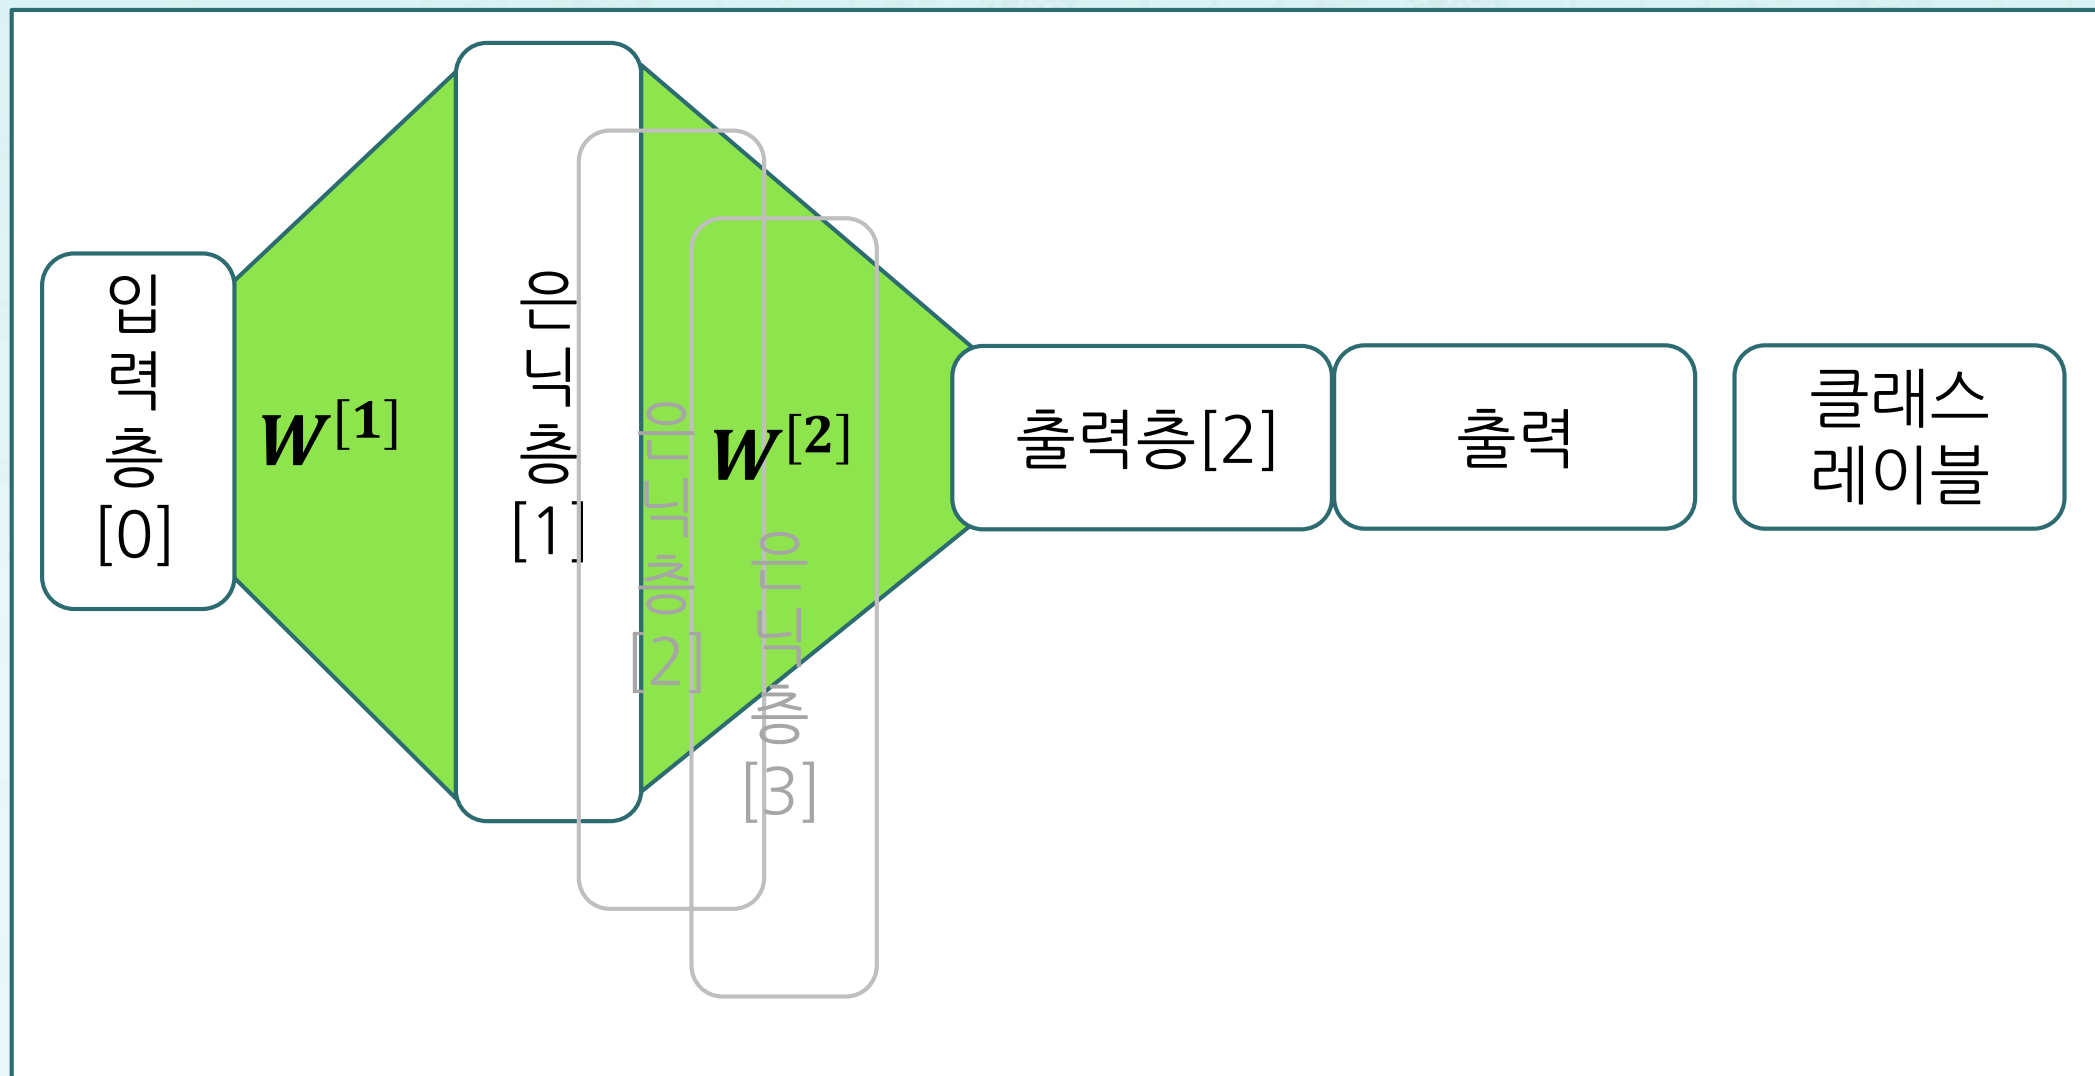 입
력
층
[0]
W[1]
은
닉
층
[1]
은
닉
층
[2]
W[2]
은
닉
층
[3]
출력층[2]
출력
클래스
레이블